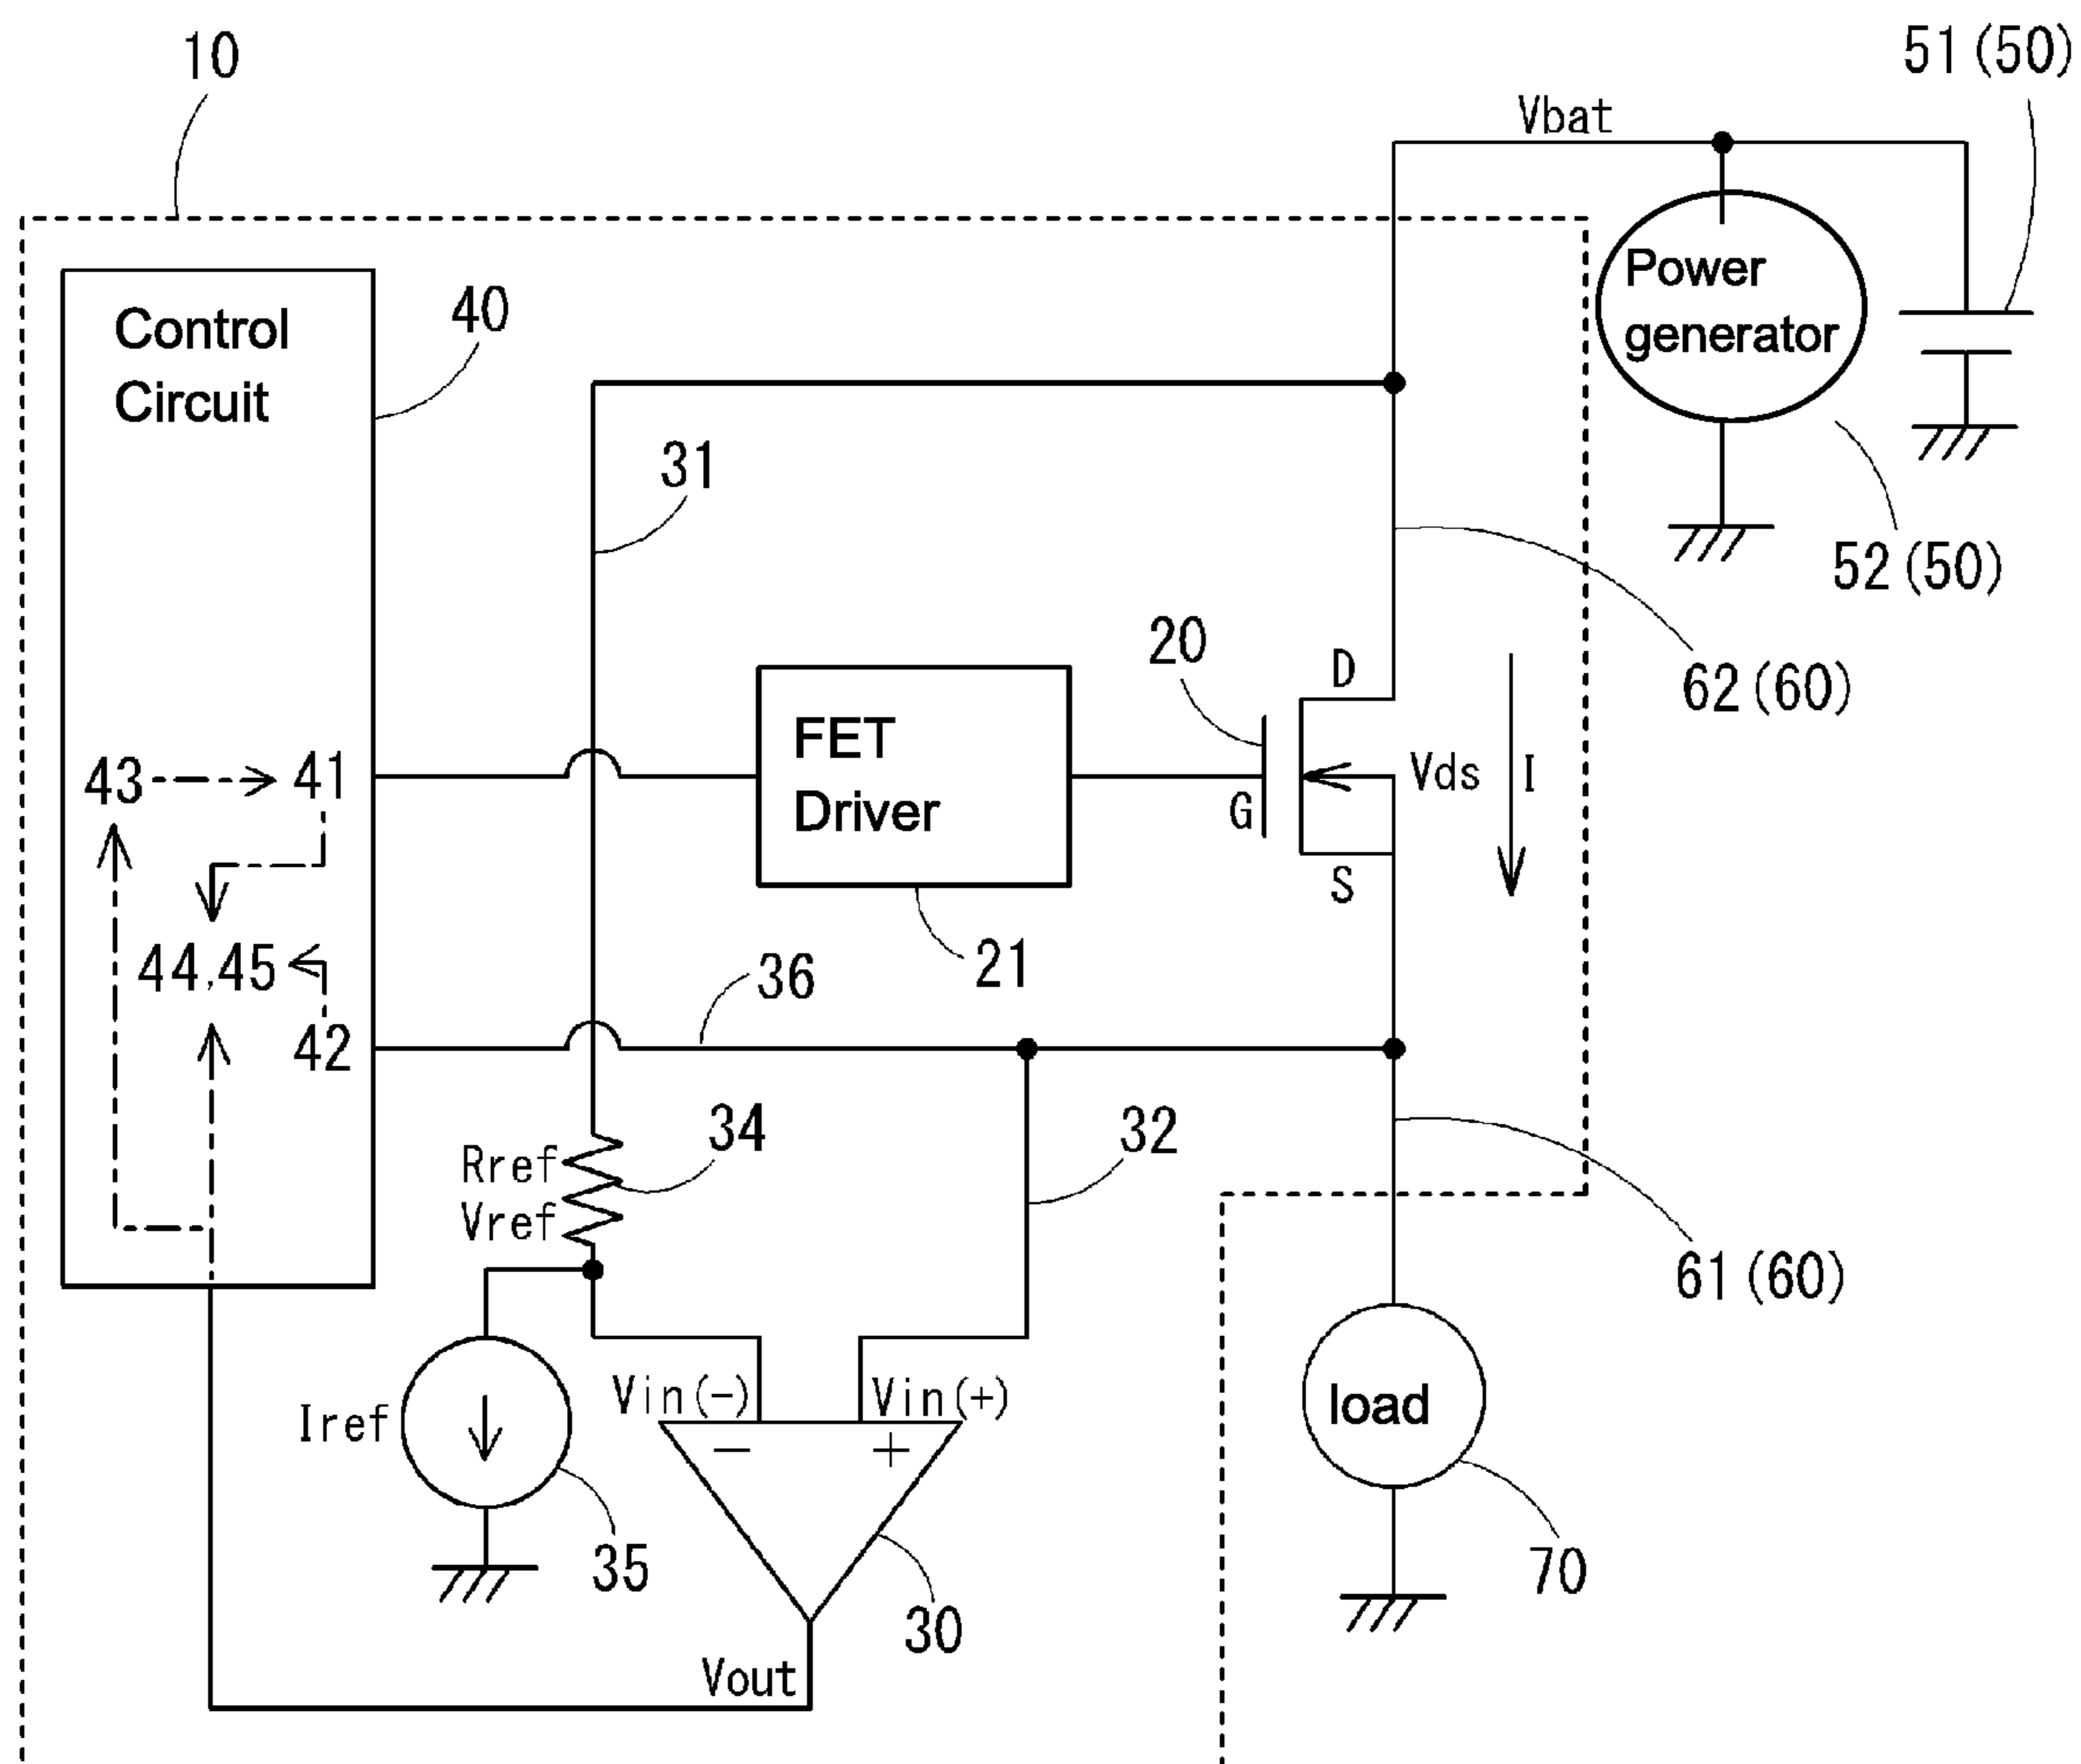 10
51(50)
Vbat
Power
generator
Control
Circuit
40
31
52(50)
20
D
62(60)
FET
Driver
43
41
G
Vds
I
S
44,45
21
36
42
34
32
Rref
Vref
61(60)
Vin(-)
Vin(+)
Iref
−
+
load
35
30
70
Vout